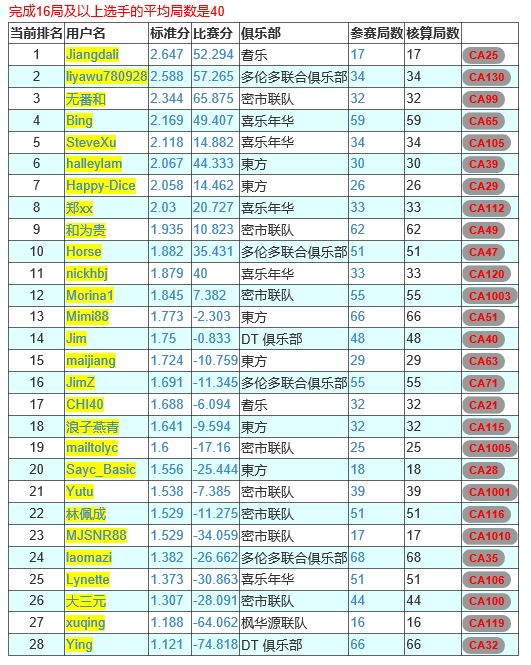 完成16局及以上选手的平均局数是40
当前排名 用户名 标准分 比赛分 俱乐部 参赛局数 核算局数
1 Jiangdali 2.647 52.294 耆乐 17 17 CA25
2 liyawu780928 2.588 57.265 多伦多联合俱乐部 34 34 CA130
3 无番和 2.344 65.875 密市联队 32 32 CA99
4 Bing 2.169 49.407 喜乐年华 59 59 CA65
5 SteveXu 2.118 14.882 喜乐年华 34 34 CA105
6 halleylam 2.067 44.333 東方 30 30 CA39
7 Happy-Dice 2.058 14.462 東方 26 26 CA29
8 郑xx 2.03 20.727 喜乐年华 33 33 CA112
9 和为贵 1.935 10.823 密市联队 62 62 CA49
10 Horse 1.882 35.431 多伦多联合俱乐部 51 51 CA47
11 nickhbj 1.879 40 喜乐年华 33 33 CA120
12 Morina1 1.845 7.382 密市联队 55 55 CA1003
13 Mimi88 1.773 -2.303 東方 66 66 CA51
14 Jim 1.75 -0.833 DT 俱乐部 48 48 CA40
15 maijiang 1.724 -10.759 東方 29 29 CA63
16 JimZ 1.691 -11.345 多伦多联合俱乐部 55 55 CA71
17 CHI40 1.688 -6.094 耆乐 32 32 CA21
18 浪子燕青 1.641 -9.594 東方 32 32 CA115
19 mailtolyc 1.6 -17.16 密市联队 25 25 CA1005
20 Sayc_Basic 1.556 -25.444 東方 18 18 CA28
21 Yutu 1.538 -7.385 密市联队 39 39 CA1001
22 林佩成 1.529 -11.275 密市联队 51 51 CA116
23 MJSNR88 1.529 -34.059 密市联队 17 17 CA1010
24 laomazi 1.382 -26.662 多伦多联合俱乐部 68 68 CA35
25 Lynette 1.373 -30.863 喜乐年华 51 51 CA106
26 大三元 1.307 -28.091 密市联队 44 44 CA100
27 xuqing 1.188 -64.062 枫华源联队 16 16 CA119
28 Ying 1.121 -74.818 DT 俱乐部 66 66 CA32